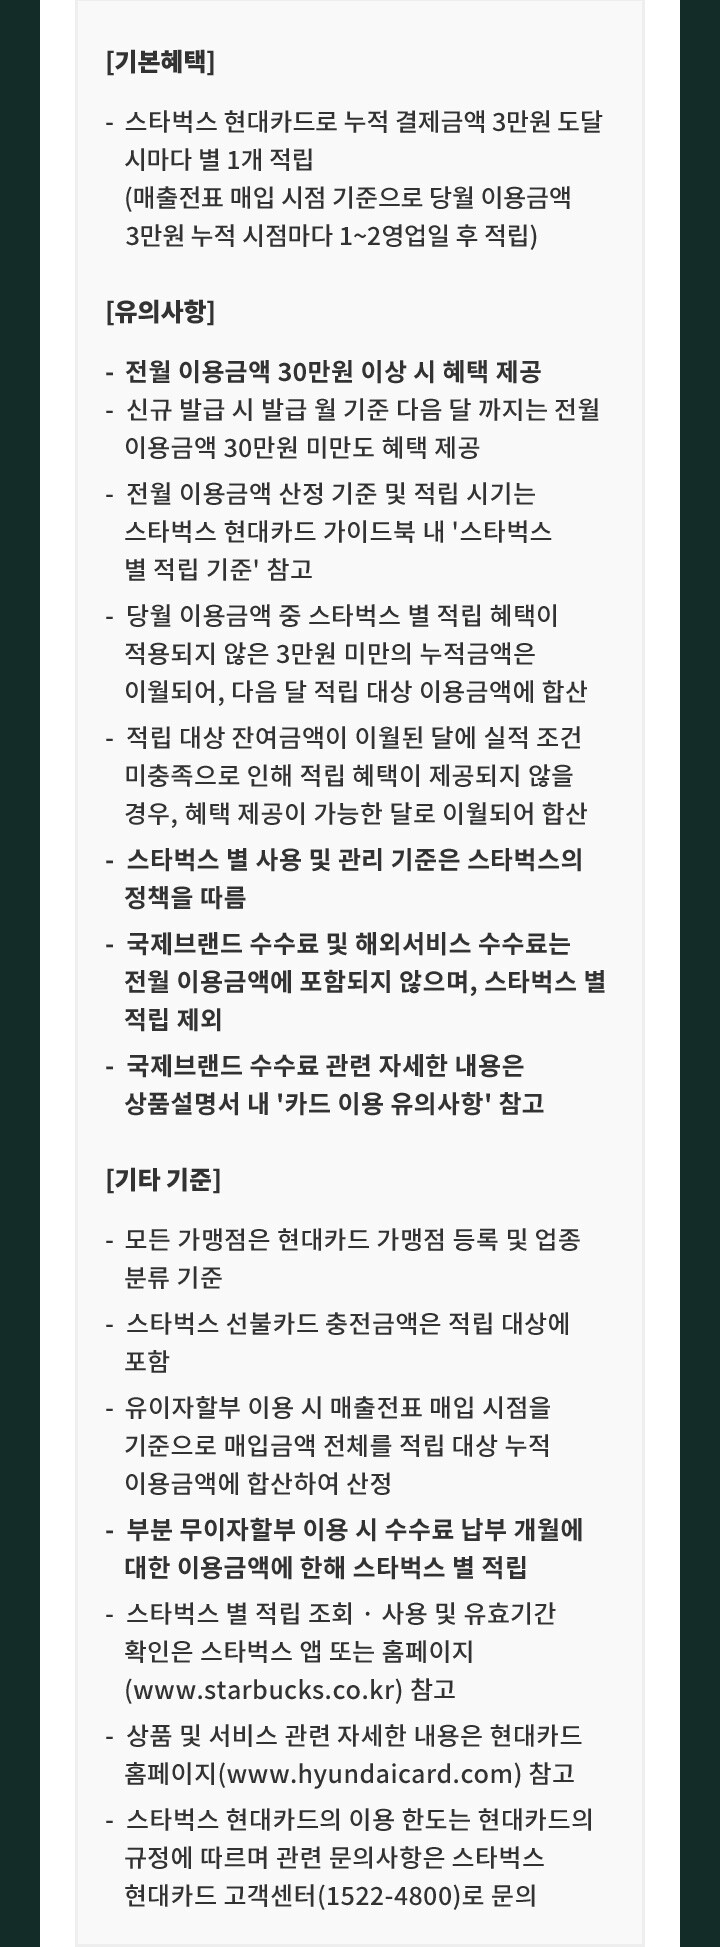 [기본혜택]
- 스타벅스 현대카드로 누적 결제금액 3만원 도달
시마다 별 1개 적립
(매출전표 매입 시점 기준으로 당월 이용금액
3만원 누적 시점마다 1~2영업일 후 적립)
[유의사항]
- 전월 이용금액 30만원 이상 시 혜택 제공
- 신규 발급 시 발급 월 기준 다음 달 까지는 전월
이용금액 30만원 미만도 혜택 제공
- 전월 이용금액 산정 기준 및 적립 시기는
스타벅스 현대카드 가이드북 내 '스타벅스
별 적립 기준' 참고
- 당월 이용금액 중 스타벅스 별 적립 혜택이
적용되지 않은 3만원 미만의 누적금액은
이월되어, 다음 달 적립 대상 이용금액에 합산
- 적립 대상 잔여금액이 이월된 달에 실적 조건
미충족으로 인해 적립 혜택이 제공되지 않을
경우, 혜택 제공이 가능한 달로 이월되어 합산
- 스타벅스 별 사용 및 관리 기준은 스타벅스의
정책을 따름
- 국제브랜드 수수료 및 해외서비스 수수료는
전월 이용금액에 포함되지 않으며, 스타벅스 별
적립 제외
- 국제브랜드 수수료 관련 자세한 내용은
상품설명서 내 '카드 이용 유의사항' 참고
[기타 기준]
- 모든 가맹점은 현대카드 가맹점 등록 및 업종
분류 기준
- 스타벅스 선불카드 충전금액은 적립 대상에
포함
- 유이자할부 이용 시 매출전표 매입 시점을
기준으로 매입금액 전체를 적립 대상 누적
이용금액에 합산하여 산정
- 부분 무이자할부 이용 시 수수료 납부 개월에
대한 이용금액에 한해 스타벅스 별 적립
- 스타벅스 별 적립 조회 · 사용 및 유효기간
확인은 스타벅스 앱 또는 홈페이지
(www.starbucks.co.kr) 참고
- 상품 및 서비스 관련 자세한 내용은 현대카드
홈페이지(www.hyundaicard.com) 참고
- 스타벅스 현대카드의 이용 한도는 현대카드의
규정에 따르며 관련 문의사항은 스타벅스
현대카드 고객센터(1522-4800)로 문의